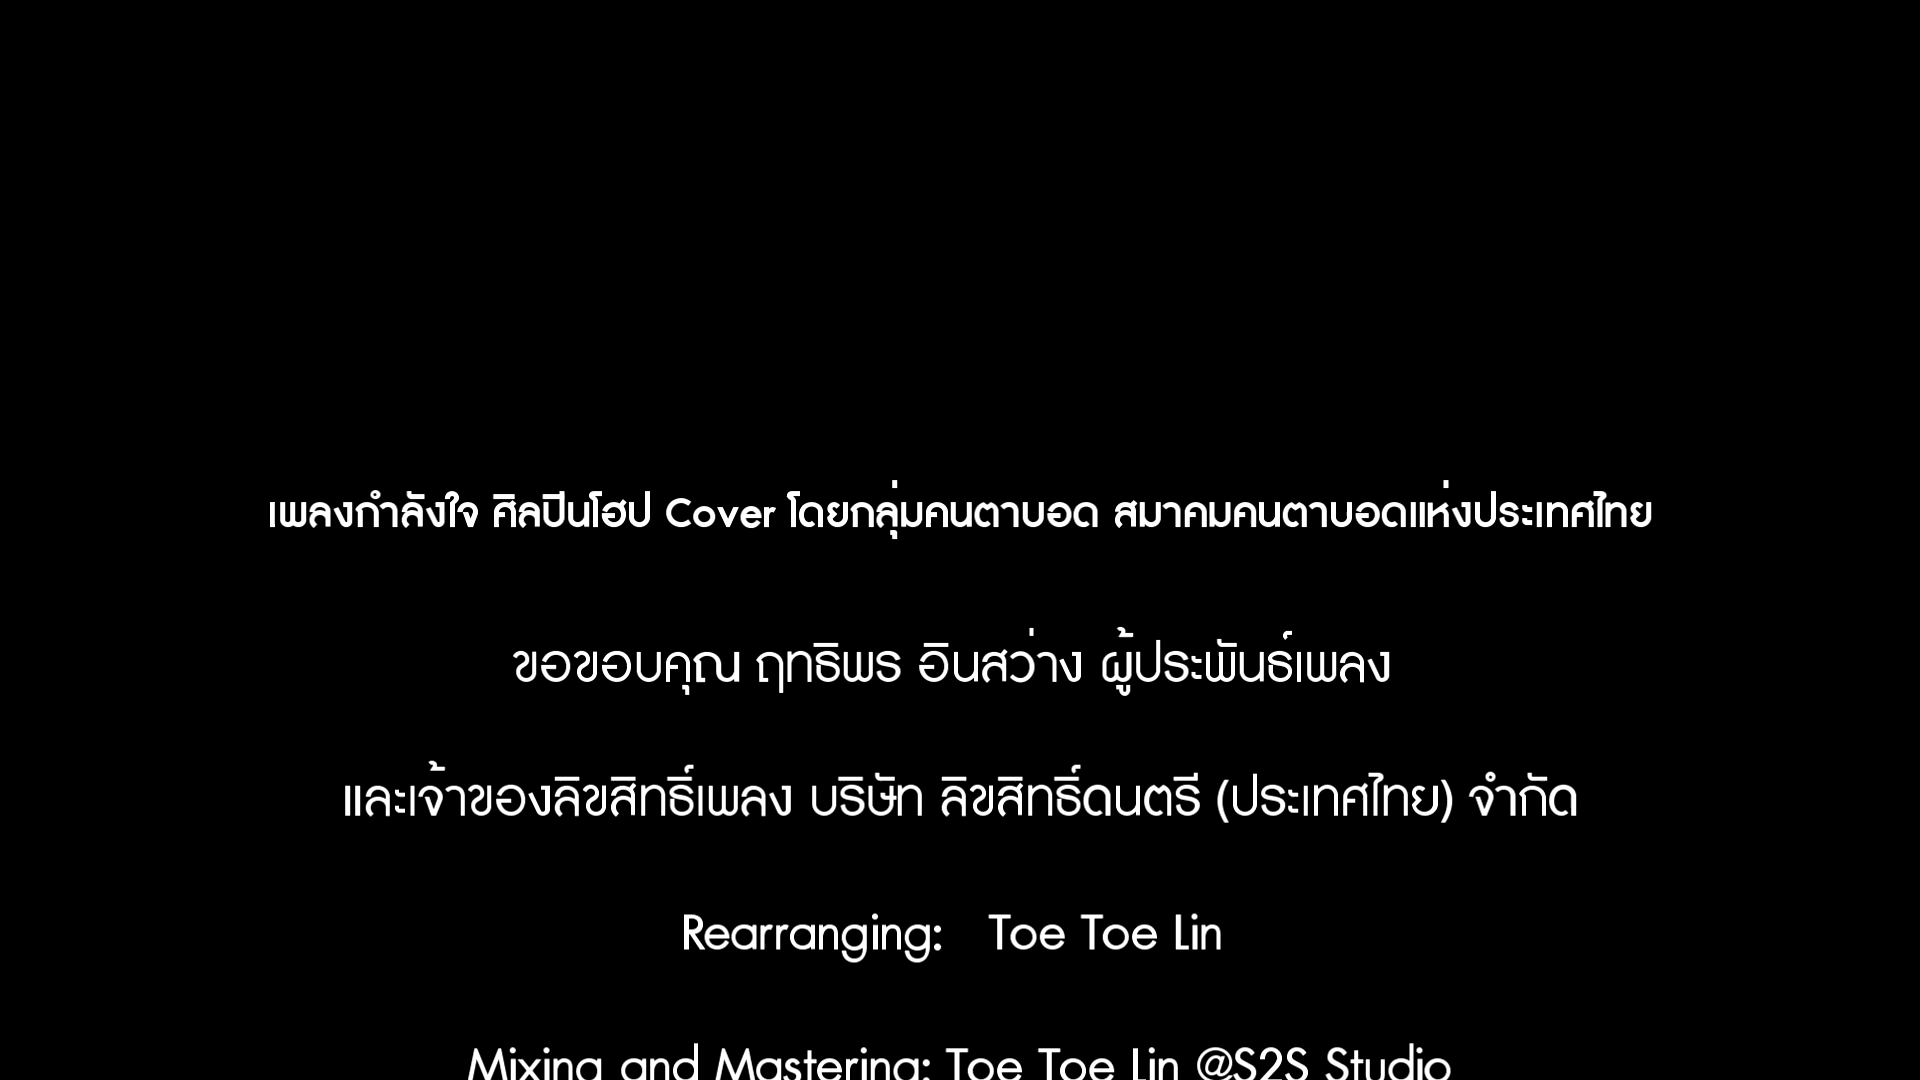 เพลงกำลังใจ ศิลปินโฮป Cover โดยกลุ่มคนตาบอด สมาคมคนตาบอดแห่งประเทศไทย
ขอขอบคุณ ฤทธิพร อินสว่าง ผู้ประพันธ์เพลง
และเจ้าของลิขสิทธิ์เพลง บริษัท ลิขสิทธิ์ดนตรี (ประเทศไทย) จำกัด
Rearranging: Toe Toe Lin
Mixing and Mastering: Toe Toe Lin @S2S Studio